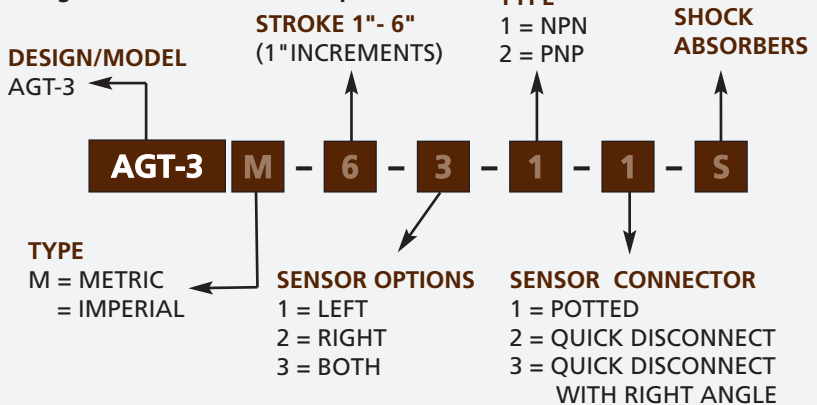 STROKE 1"- 6"
(1"INCREMENTS)
1 = NPN
2 = PNP
SHOCK
ABSORBERS
DESIGN/MODEL
AGT-3
AGT-3 M - 6 - 3 - 1 - 1 - S
TYPE
M = METRIC
= IMPERIAL
SENSOR OPTIONS
1 = LEFT
2 = RIGHT
3 = BOTH
SENSOR CONNECTOR
1 = POTTED
2 = QUICK DISCONNECT
3 = QUICK DISCONNECT
WITH RIGHT ANGLE